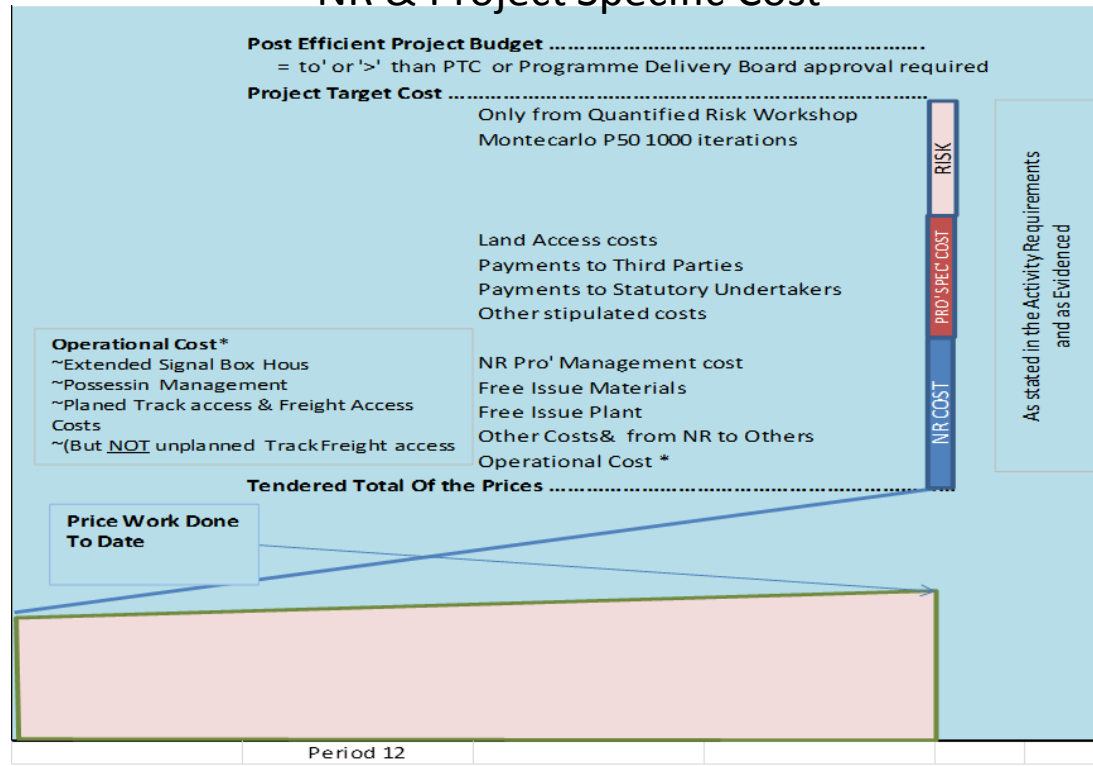 NR & Project Specific Cost
Post Efficient Project Budget ............................................................
= to' or '>' than PTC or Programme Delivery Board approval required
Project Target Cost ..............................................................................
Only from Quantified Risk Workshop
Montecarlo P50 1000 iterations
RISK
Land Access costs
Payments to Third Parties
Payments to Statutory Undertakers
Other stipulated costs
PRO' SPEC' COST
Operational Cost*
~Extended Signal Box Hous
~Possessin Management
~Planed Track access & Freight Access
Costs
~(But NOT unplanned TrackFreight access
NR Pro' Management cost
Free Issue Materials
Free Issue Plant
Other Costs& from NR to Others
Operational Cost *
NR COST
As stated in the Activity Requirements
and as Evidenced
Tendered Total Of the Prices .................................................................
Price Work Done
To Date
Period 12